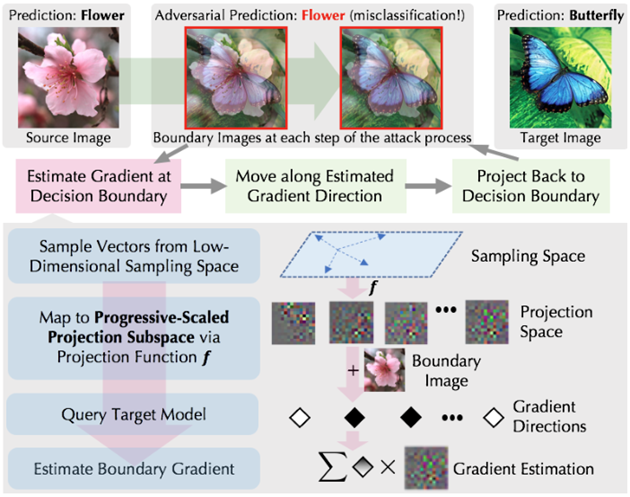 Prediction: Flower
Adversarial Prediction: Flower (misclassification!)
Prediction: Butterfly
Source Image
Boundary Images at each step of the attack process
Target Image
Estimate Gradient at
Decision Boundary
Move along Estimated
Gradient Direction
Project Back to
Decision Boundary
Sample Vectors from Low-
Dimensional Sampling Space
Sampling Space
f
Map to Progressive-Scaled
Projection Subspace via
Projection Function f
Projection
Space
+
Boundary
Image
Query Target Model
Gradient
Directions
Estimate Boundary Gradient
∑ ×
Gradient Estimation